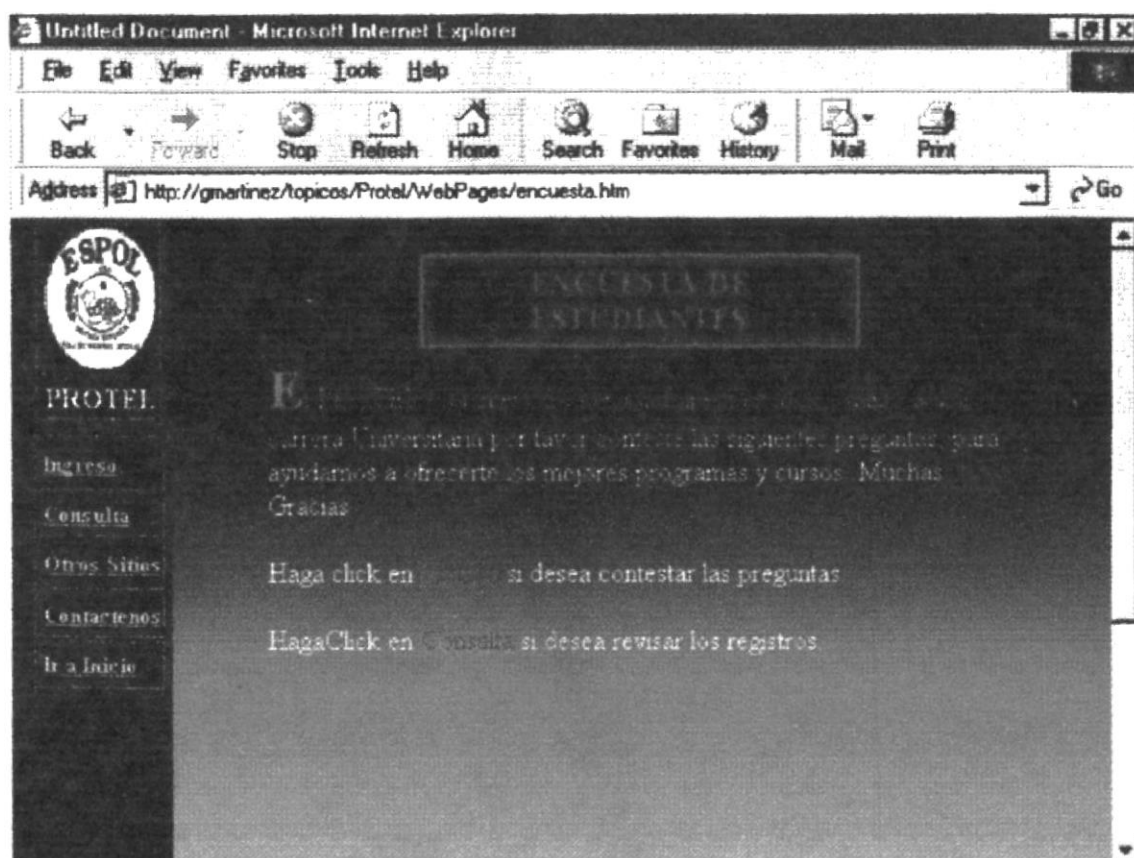 Untitled Document - Microsoft Internet Explorer
File Edit View Favorites Tools Help
Back Forward Stop Refresh Home Search Favorites History Mail Print
Address http://gmartinez/topicos/Protel/WebPages/encuesta.htm Go
ESPOL
ENCUESTA DE
ESTUDIANTES
PROTEL
Ingreso
Consulta
Otros Sitios
Contactenos
Ir a Inicio
carrera Universitaria por favor conteste las siguientes preguntas, para
ayudarnos a ofrecerte los mejores programas y cursos. Muchas
Gracias
Haga click en si desea contestar las preguntas
HagaClick en Consulta si desea revisar los registros